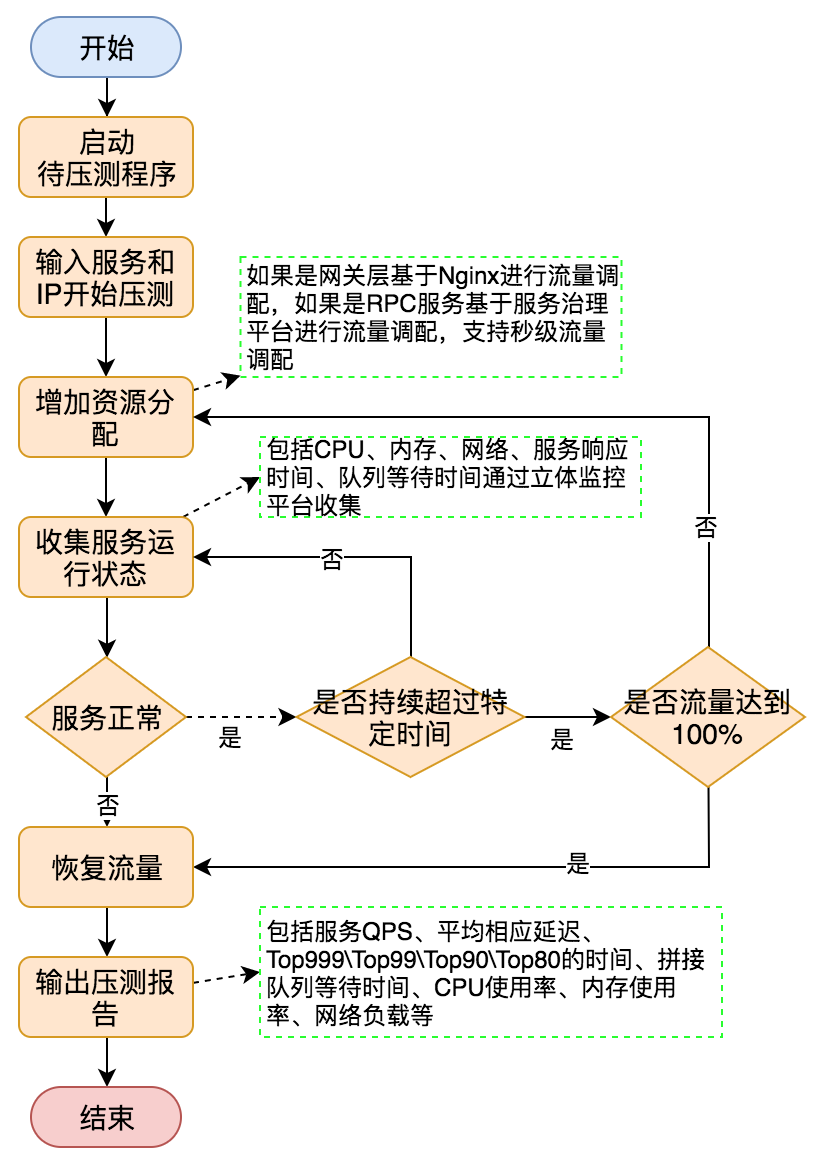 开始
启动
待压测程序
输入服务和
IP开始压测
如果是网关层基于Nginx进行流量调
配，如果是RPC服务基于服务治理
平台进行流量调配，支持秒级流量
调配
增加资源分
配
包括CPU、内存、网络、服务响应
时间、队列等待时间通过立体监控
平台收集
否
收集服务运
行状态
否
服务正常
是
是否持续超过特
定时间
是
是否流量达到
100%
否
恢复流量
是
包括服务QPS、平均相应延迟、
Top999\Top99\Top90\Top80的时间、拼接
队列等待时间、CPU使用率、内存使用
率、网络负载等
输出压测报
告
结束